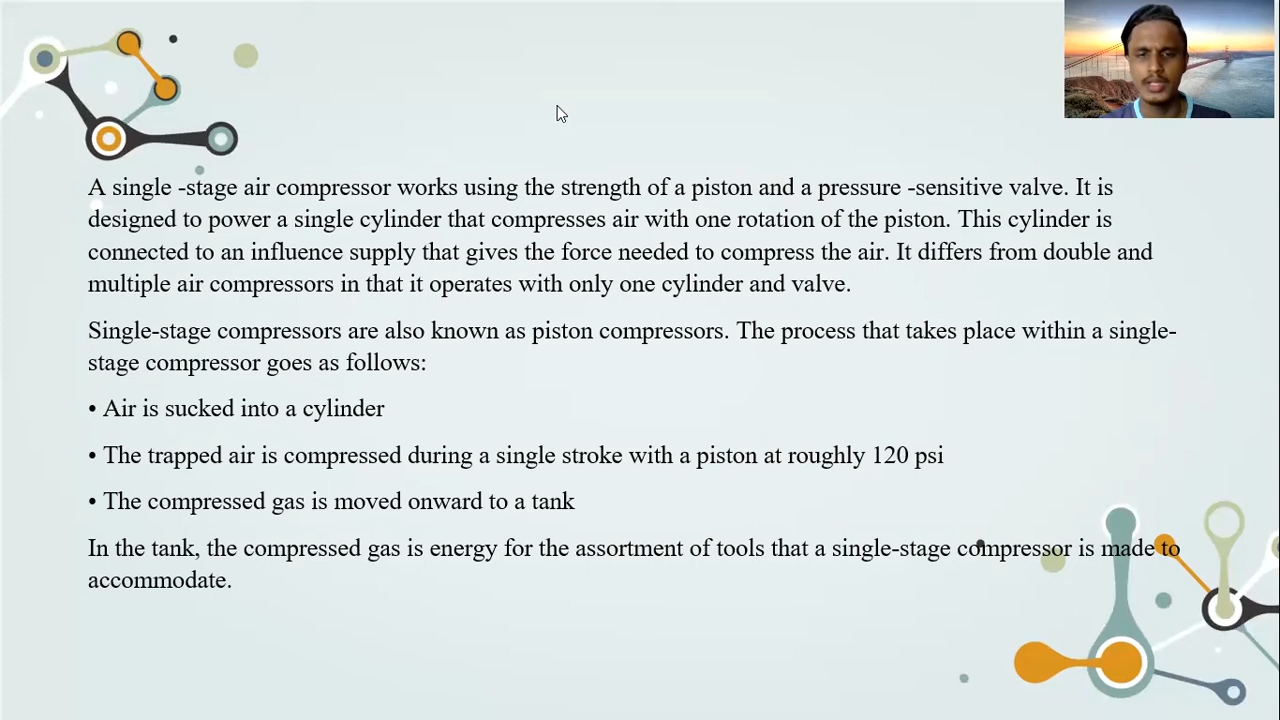 A single -stage air compressor works using the strength of a piston and a pressure -sensitive valve. It is
designed to power a single cylinder that compresses air with one rotation of the piston. This cylinder is
connected to an influence supply that gives the force needed to compress the air. It differs from double and
multiple air compressors in that it operates with only one cylinder and valve.
Single-stage compressors are also known as piston compressors. The process that takes place within a single-
stage compressor goes as follows:
• Air is sucked into a cylinder
• The trapped air is compressed during a single stroke with a piston at roughly 120 psi
• The compressed gas is moved onward to a tank
In the tank, the compressed gas is energy for the assortment of tools that a single-stage compressor is made to
accommodate.